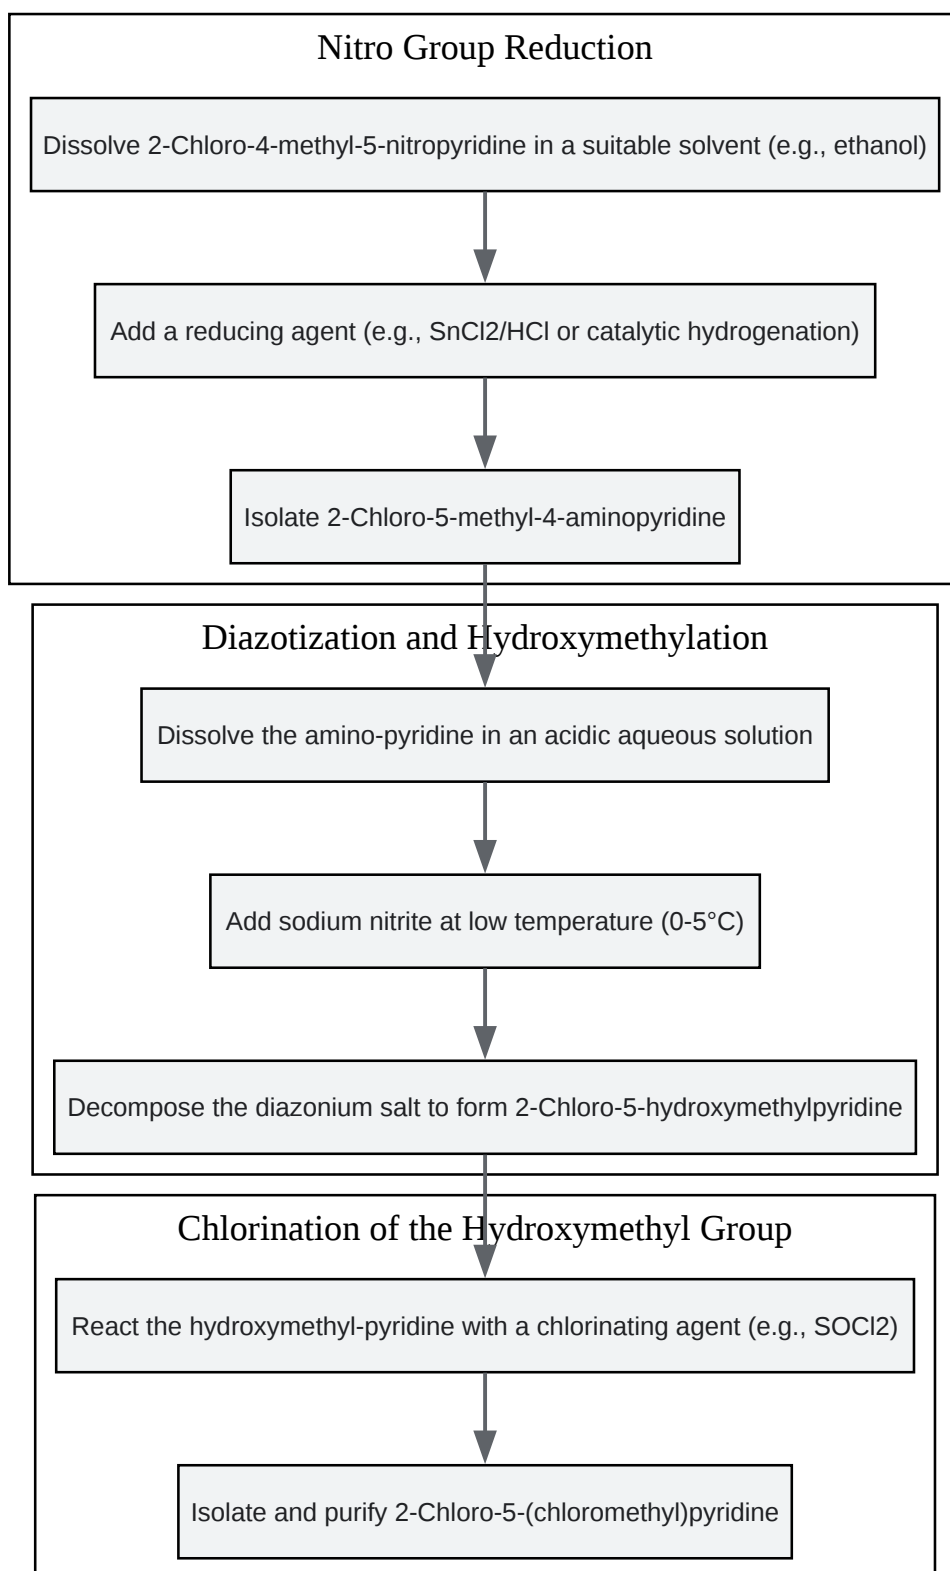 Nitro Group Reduction
Dissolve 2-Chloro-4-methyl-5-nitropyridine in a suitable solvent (e.g., ethanol)
Add a reducing agent (e.g., SnCl2/HCl or catalytic hydrogenation)
Isolate 2-Chloro-5-methyl-4-aminopyridine
Diazotization and Hydroxymethylation
Dissolve the amino-pyridine in an acidic aqueous solution
Add sodium nitrite at low temperature (0-5°C)
Decompose the diazonium salt to form 2-Chloro-5-hydroxymethylpyridine
Chlorination of the Hydroxymethyl Group
React the hydroxymethyl-pyridine with a chlorinating agent (e.g., SOCl2)
Isolate and purify 2-Chloro-5-(chloromethyl)pyridine